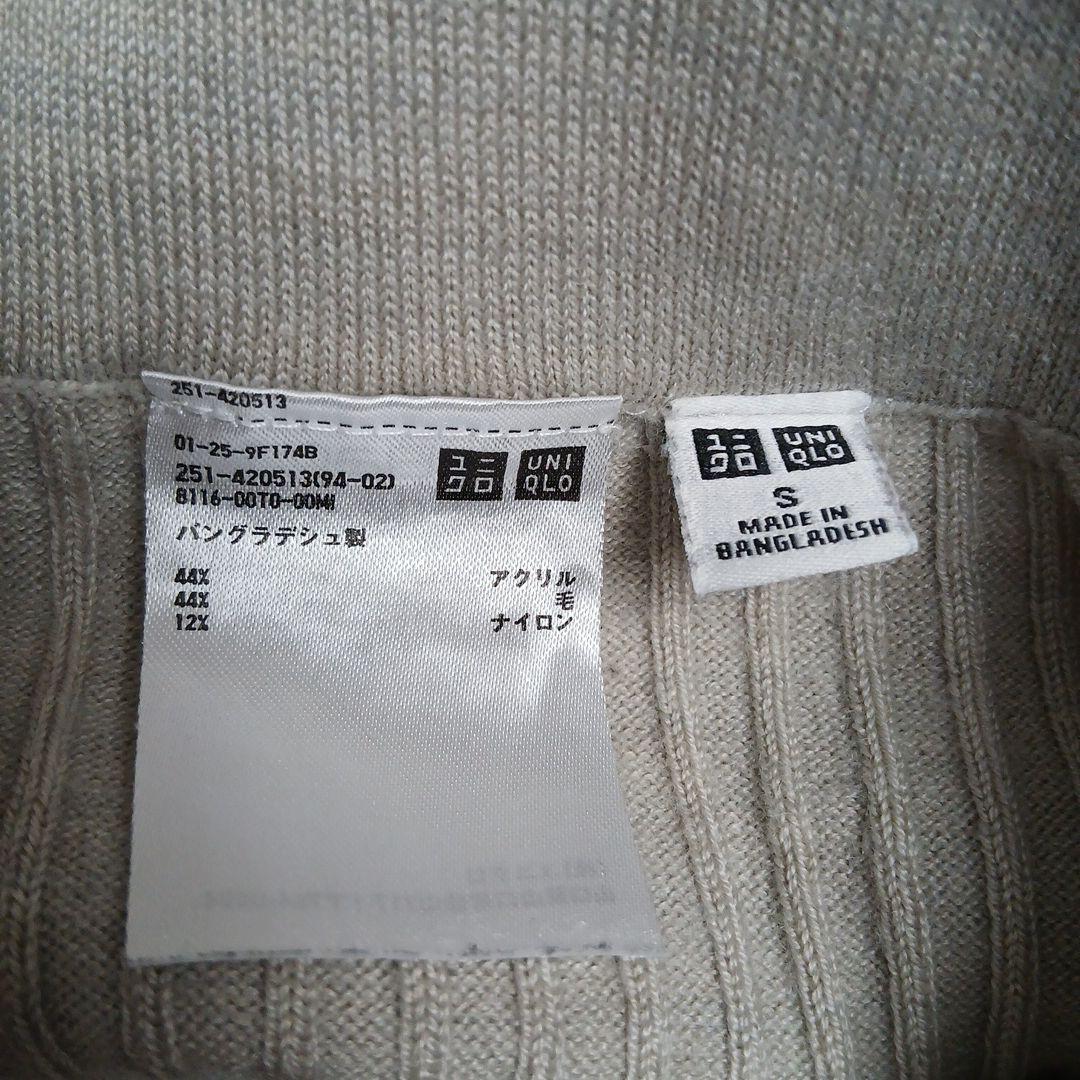 251-420513
01-25-9F174B
251-420513(94-02)
8116-00T0-00MI
バングラデシュ製
ユニ
クロ
UNI
QLO
44% アクリル
44% 毛
12% ナイロン
ユニ
クロ
UNI
QLO
S
MADE IN
BANGLADESH